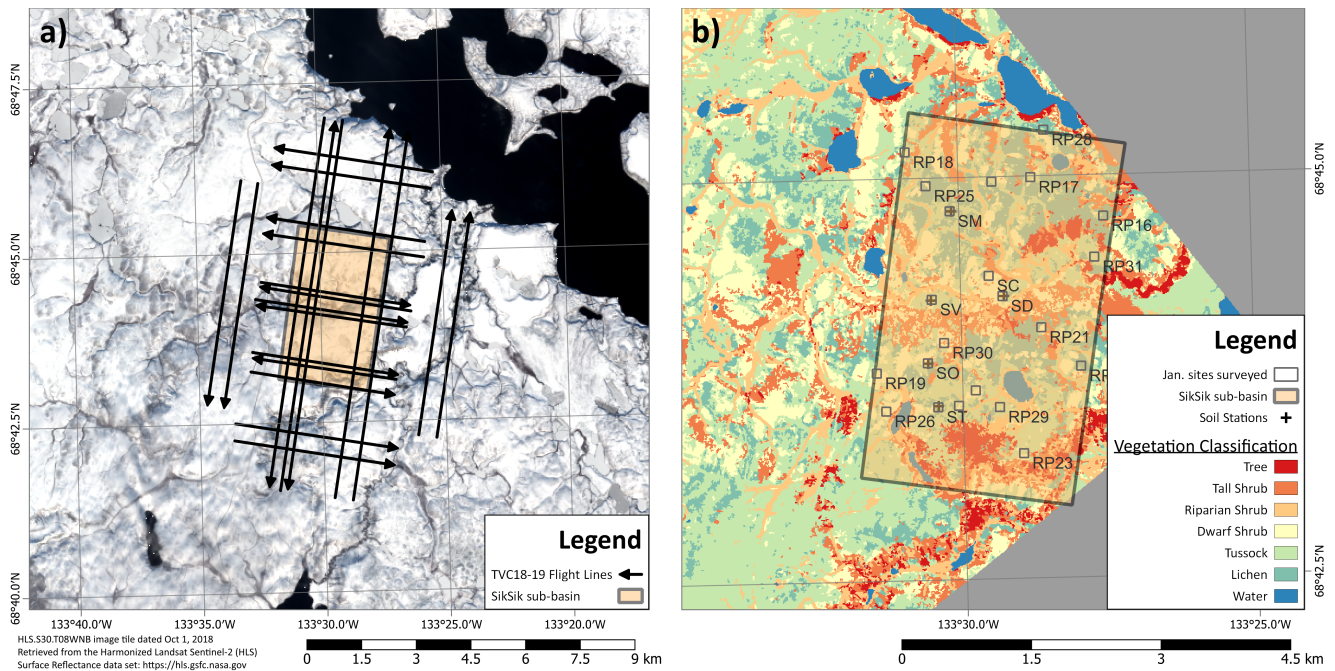 a)
68°47.5'N
68°45.0'N
68°42.5'N
68°40.0'N
133°40.0'W
133°35.0'W
133°30.0'W
133°25.0'W
133°20.0'W
Legend
TVC18-19 Flight Lines
SikSik sub-basin
HLS.S30.T08WNB image tile dated Oct 1, 2018
Retrieved from the Harmonized Landsat Sentinel-2 (HLS)
Surface Reflectance data set: https://hls.gsfc.nasa.gov
0 1.5 3 4.5 6 7.5 9 km
b)
RP28
RP18
RP17
RP25
SM
RP16
RP31
SC
SD
SV
RP21
RP30
SO
RP19
RP
ST
RP29
RP26
RP23
68°45.0'N
68°42.5'N
133°30.0'W
133°25.0'W
Legend
Jan. sites surveyed
SikSik sub-basin
Soil Stations
Vegetation Classification
Tree
Tall Shrub
Riparian Shrub
Dwarf Shrub
Tussock
Lichen
Water
0 1.5 3 4.5 km